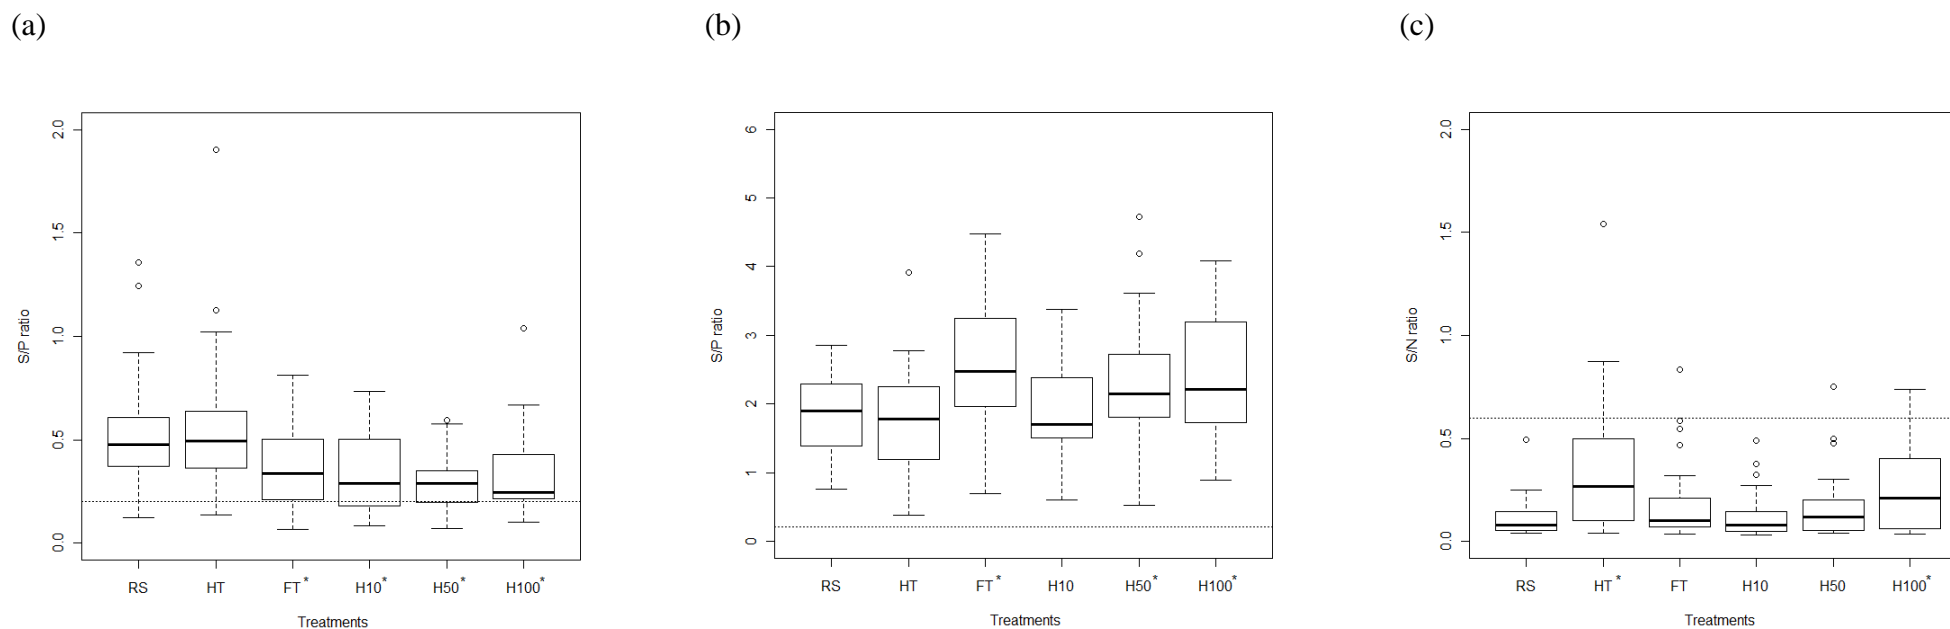 (a)
S/P ratio
2.0
1.5
1.0
0.5
0.0
RS HT FT* H10* H50* H100*
Treatments
(b)
S/P ratio
6
5
4
3
2
1
0
RS HT FT* H10 H50* H100*
Treatments
(c)
S/N ratio
2.0
1.5
1.0
0.5
0.0
RS HT* FT H10 H50 H100*
Treatments